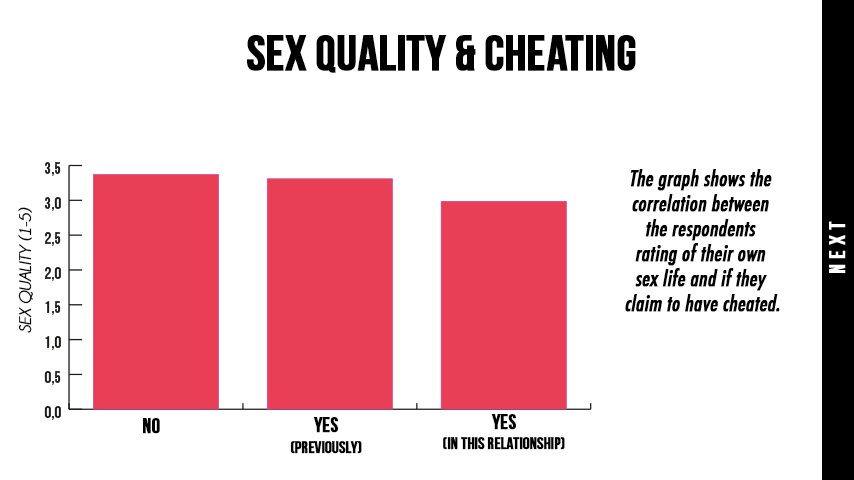 SEX QUALITY & CHEATING
3,5
3,0
2,5
2,0
1,5
1,0
0,5
0,0
SEX QUALITY (1-5)
NO
YES
(PREVIOUSLY)
YES
(IN THIS RELATIONSHIP)
The graph shows the
correlation between
the respondents
rating of their own
sex life and if they
claim to have cheated.
NEXT